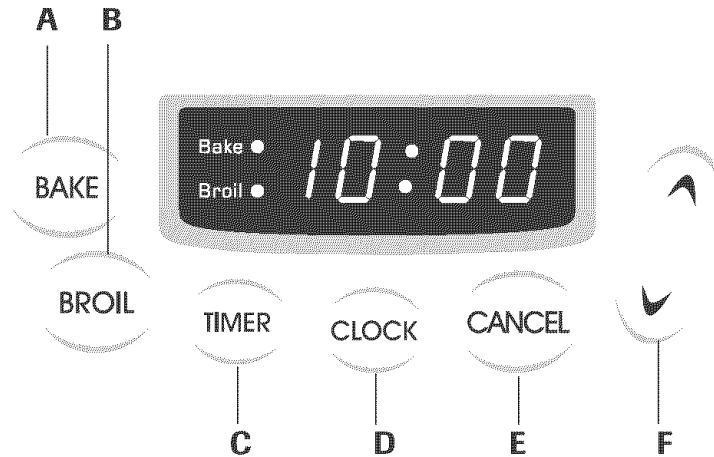 A B
Bake 10:00
Broil
BAKE
BROIL
TIMER CLOCK CANCEL
C D E F